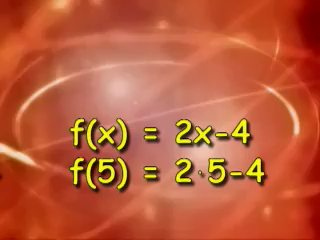 f(x) = 2x-4
f(5) = 2·5-4